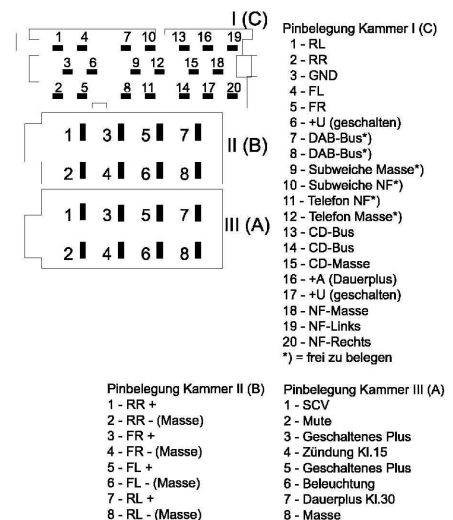 I (C)
1 4 7 10 13 16 19
3 6 9 12 15 18
2 5 8 11 14 17 20
1 3 5 7
II (B)
2 4 6 8
1 3 5 7
III (A)
2 4 6 8
Pinbelegung Kammer I (C)
1 - RL
2 - RR
3 - GND
4 - FL
5 - FR
6 - +U (geschalten)
7 - DAB-Bus*)
8 - DAB-Bus*)
9 - Subweiche Masse*)
10 - Subweiche NF*)
11 - Telefon NF*)
12 - Telefon Masse*)
13 - CD-Bus
14 - CD-Bus
15 - CD-Masse
16 - +A (Dauerplus)
17 - +U (geschalten)
18 - NF-Masse
19 - NF-Links
20 - NF-Rechts
*) = frei zu belegen
Pinbelegung Kammer II (B)
1 - RR +
2 - RR - (Masse)
3 - FR +
4 - FR - (Masse)
5 - FL +
6 - FL - (Masse)
7 - RL +
8 - RL - (Masse)
Pinbelegung Kammer III (A)
1 - SCV
2 - Mute
3 - Geschaltenes Plus
4 - Zündung Kl.15
5 - Geschaltenes Plus
6 - Beleuchtung
7 - Dauerplus Kl.30
8 - Masse